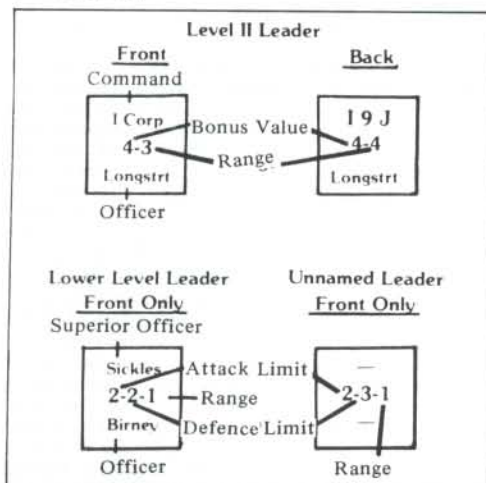 Level II Leader
Front Back
Command
I Corp Bonus Value I 9 J
4-3 4-4
Range
Longstrt Longstrt
Officer
Lower Level Leader Unnamed Leader
Front Only Front Only
Superior Officer
Sickles Attack Limit —
2-2-1 Range 2-3-1
Birney Defence Limit —
Officer Range